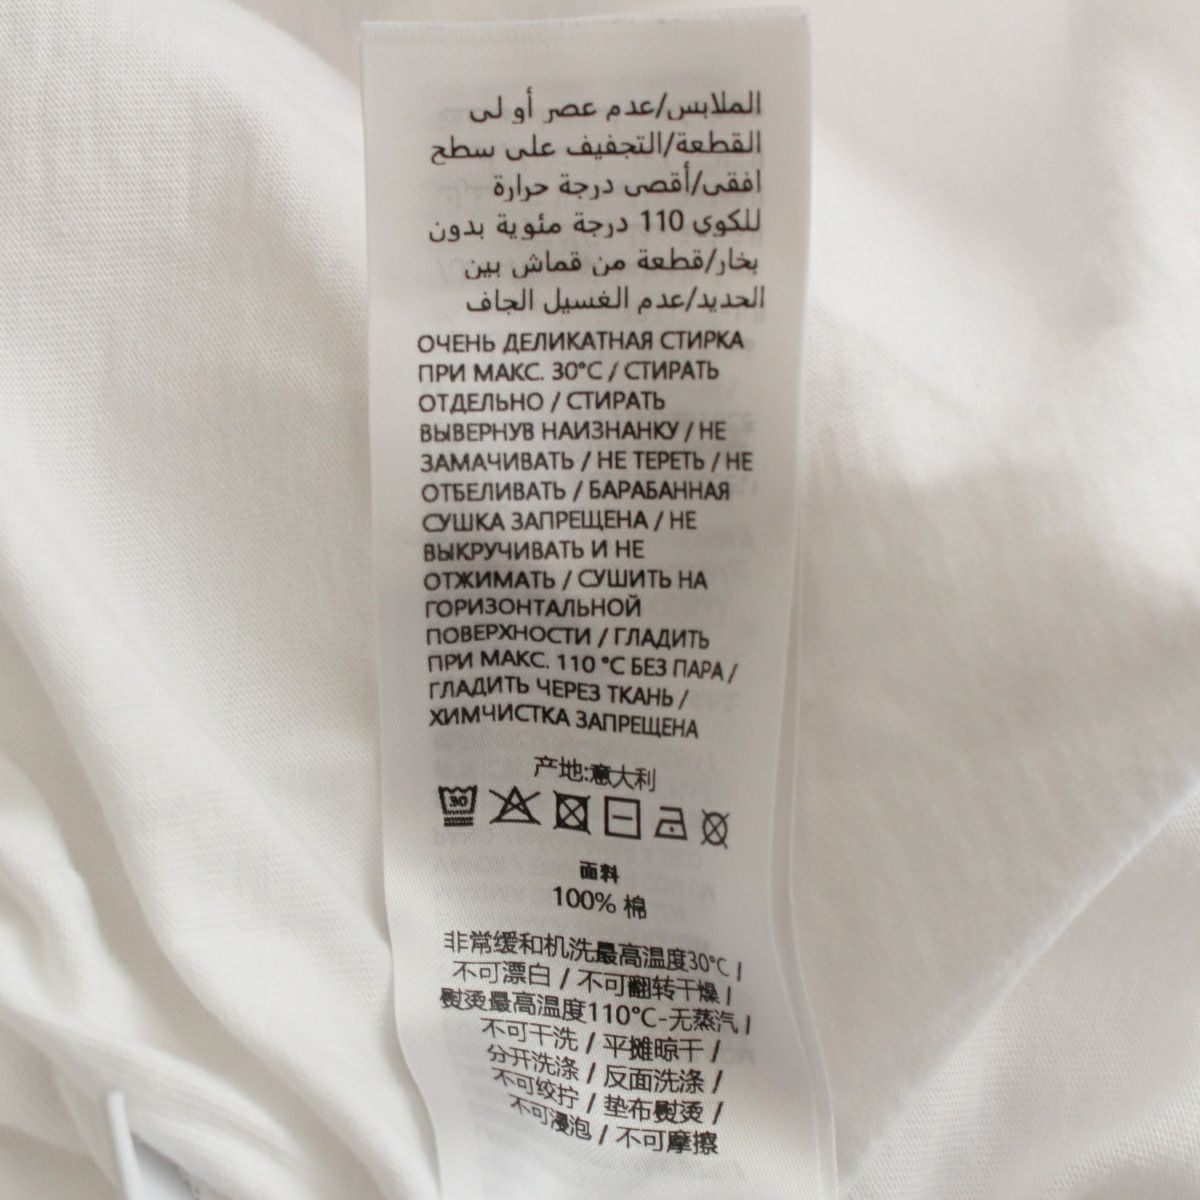 الملابس/عدم عصر أو لى
القطعة/التجفيف على سطح
افقى/أقصى درجة حرارة
للكوي 110 درجة مئوية بدون
بخار/قطعة من قماش بين
الحديد/عدم الغسيل الجاف
ОЧЕНЬ ДЕЛИКАТНАЯ СТИРКА
ПРИ МАКС. 30°C / СТИРАТЬ
ОТДЕЛЬНО / СТИРАТЬ
ВЫВЕРНУВ НАИЗНАНКУ / НЕ
ЗАМАЧИВАТЬ / НЕ ТЕРЕТЬ / НЕ
ОТБЕЛИВАТЬ / БАРАБАННАЯ
СУШКА ЗАПРЕЩЕНА / НЕ
ВЫКРУЧИВАТЬ И НЕ
ОТЖИМАТЬ / СУШИТЬ НА
ГОРИЗОНТАЛЬНОЙ
ПОВЕРХНОСТИ / ГЛАДИТЬ
ПРИ МАКС. 110 °C БЕЗ ПАРА /
ГЛАДИТЬ ЧЕРЕЗ ТКАНЬ /
ХИМЧИСТКА ЗАПРЕЩЕНА
产地:意大利
30
面料
100% 棉
非常缓和机洗最高温度30°C /
不可漂白 / 不可翻转干燥 /
熨烫最高温度110°C-无蒸汽 /
不可干洗 / 平摊晾干 /
分开洗涤 / 反面洗涤 /
不可绞拧 / 垫布熨烫 /
不可浸泡 / 不可摩擦